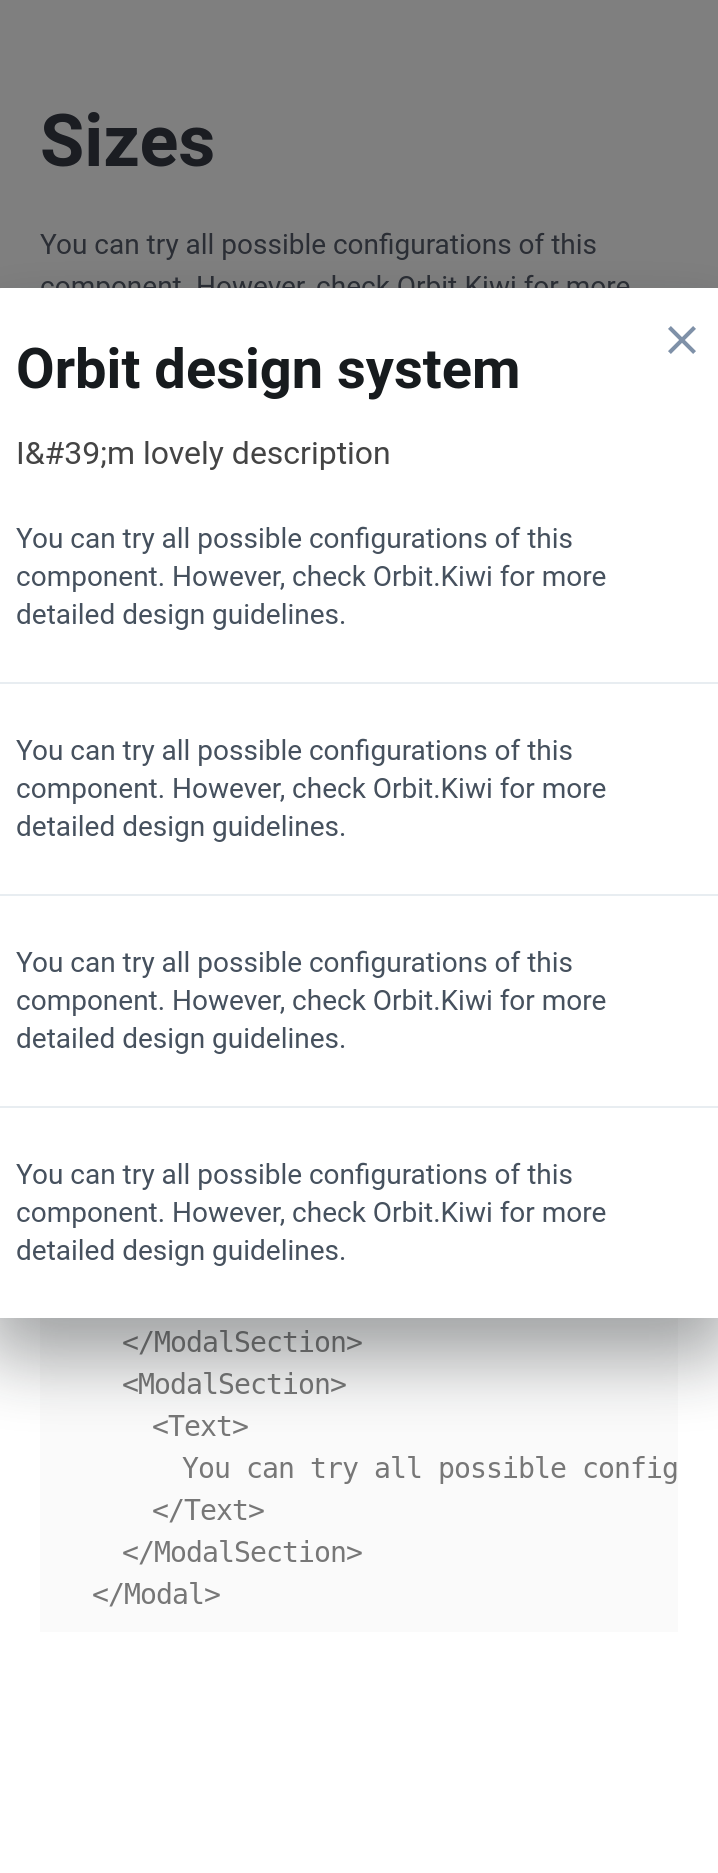 Sizes
You can try all possible configurations of this
component. However, check Orbit.Kiwi for more
Orbit design system
I&#39;m lovely description
You can try all possible configurations of this
component. However, check Orbit.Kiwi for more
detailed design guidelines.
You can try all possible configurations of this
component. However, check Orbit.Kiwi for more
detailed design guidelines.
You can try all possible configurations of this
component. However, check Orbit.Kiwi for more
detailed design guidelines.
You can try all possible configurations of this
component. However, check Orbit.Kiwi for more
detailed design guidelines.
</ModalSection>
<ModalSection>
<Text>
You can try all possible config
</Text>
</ModalSection>
</Modal>